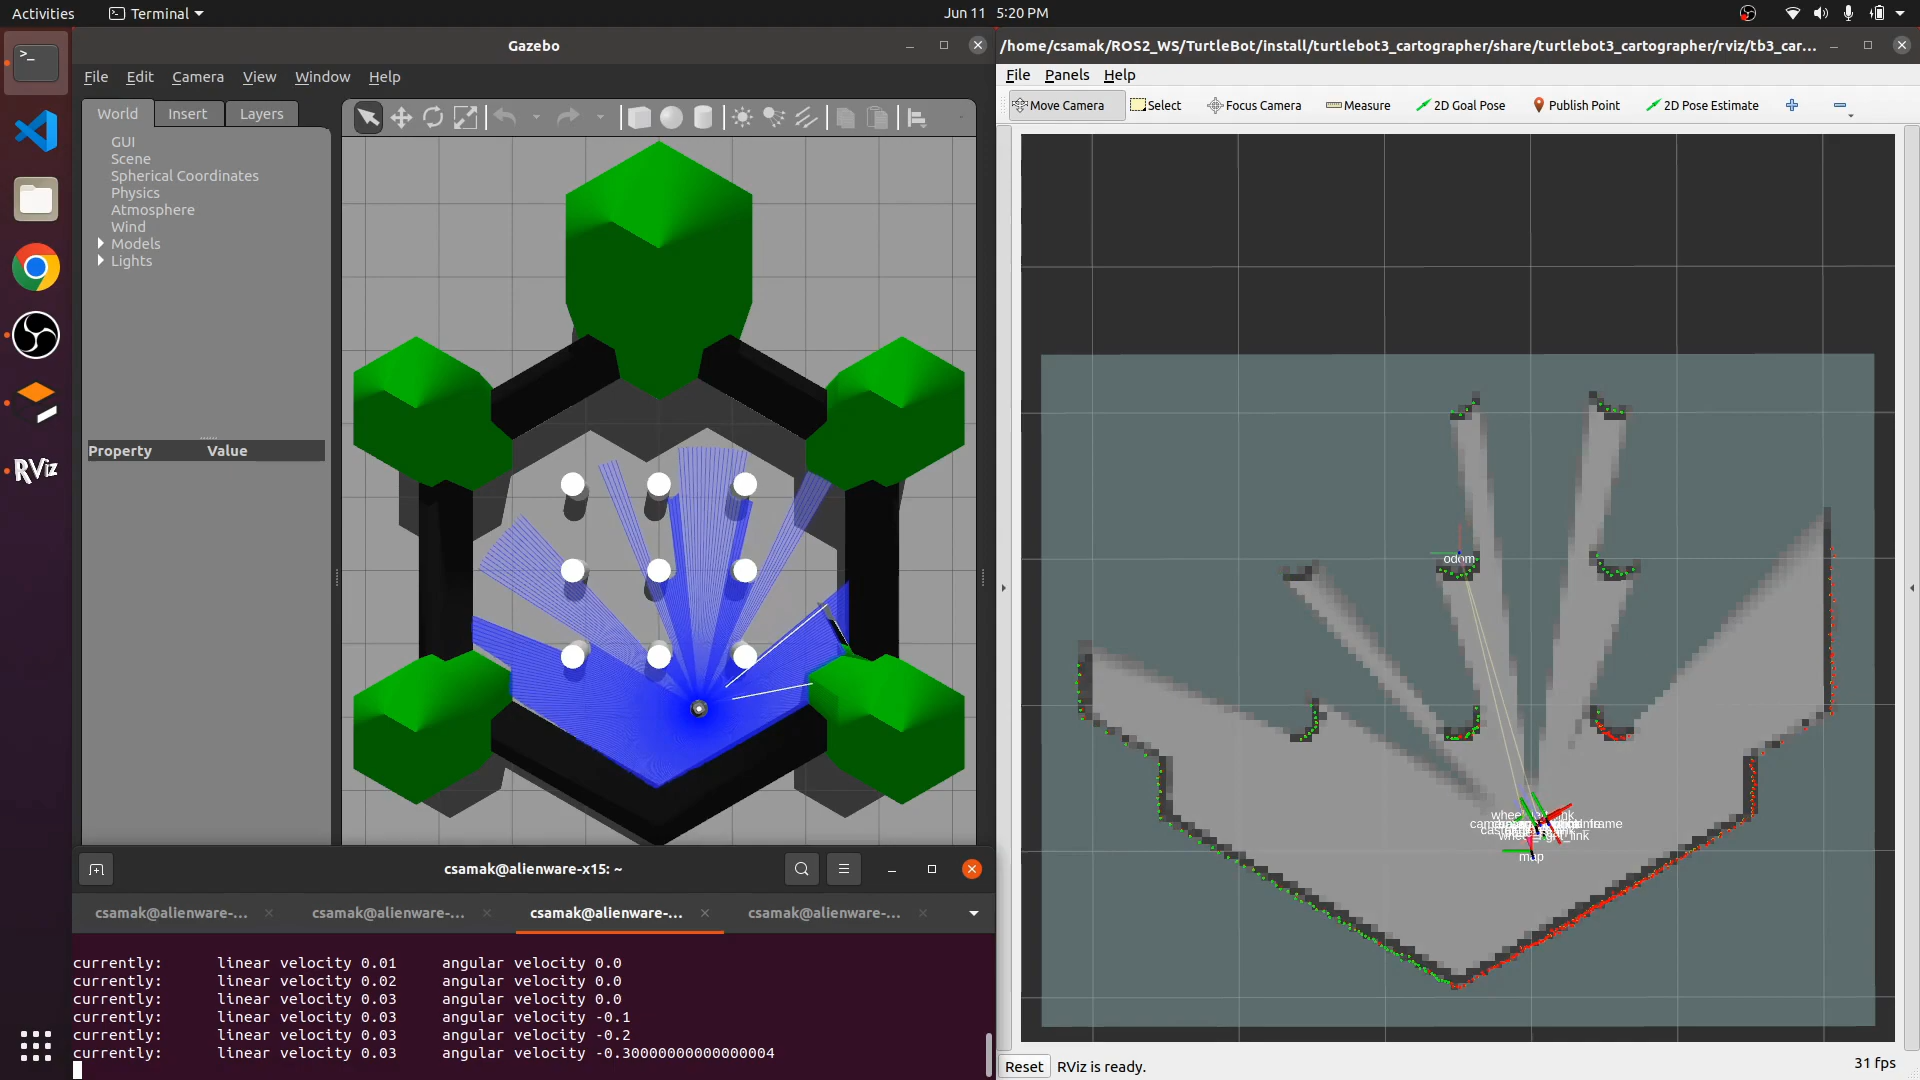 Activities Terminal Jun 11 5:20 PM
Gazebo
File Edit Camera View Window Help
World Insert Layers
GUI
Scene
Spherical Coordinates
Physics
Atmosphere
Wind
Models
Lights
Property Value
>_
RViz
/home/csamak/ROS2_WS/TurtleBot/install/turtlebot3_cartographer/share/turtlebot3_cartographer/rviz/tb3_car...
File Panels Help
Move Camera Select Focus Camera Measure 2D Goal Pose Publish Point 2D Pose Estimate
odom
map
Reset RViz is ready. 31 fps
csamak@alienware-x15: ~
csamak@alienware-... csamak@alienware-... csamak@alienware-... csamak@alienware-...
currently: linear velocity 0.01 angular velocity 0.0
currently: linear velocity 0.02 angular velocity 0.0
currently: linear velocity 0.03 angular velocity 0.0
currently: linear velocity 0.03 angular velocity -0.1
currently: linear velocity 0.03 angular velocity -0.2
currently: linear velocity 0.03 angular velocity -0.30000000000000004